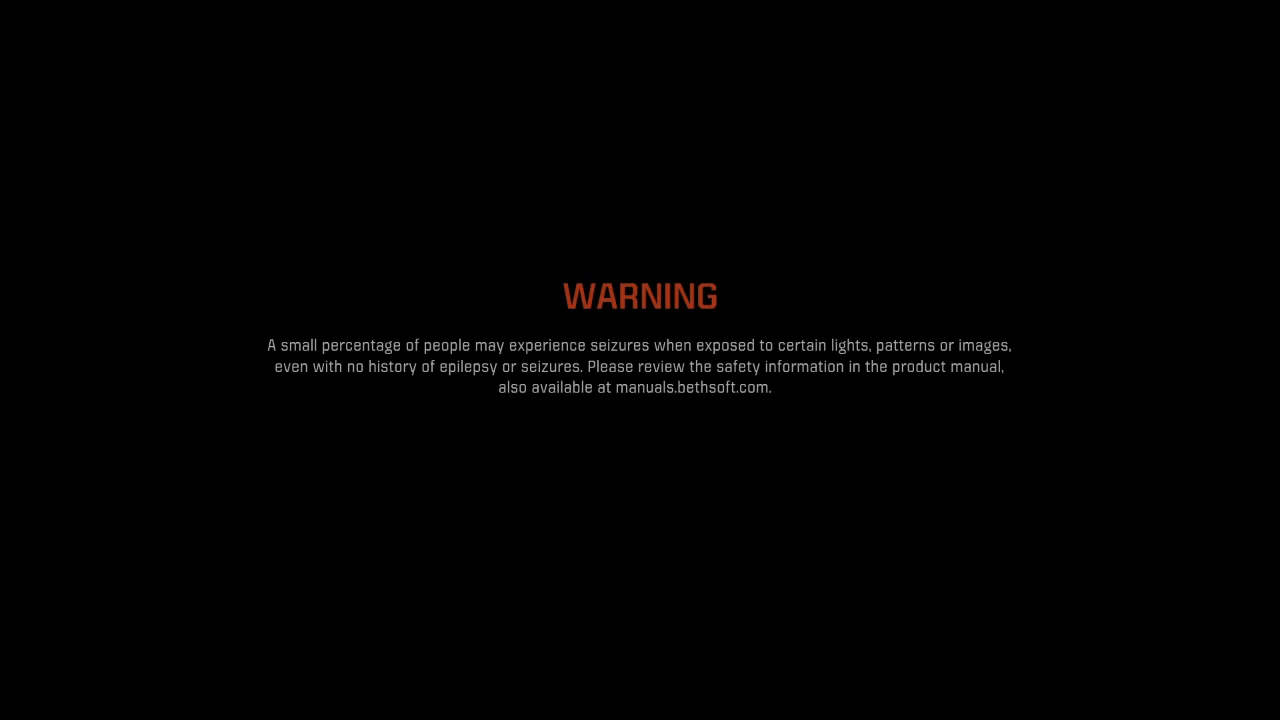 WARNING
A small percentage of people may experience seizures when exposed to certain lights, patterns or images,
even with no history of epilepsy or seizures. Please review the safety information in the product manual,
also available at manuals.bethsoft.com.